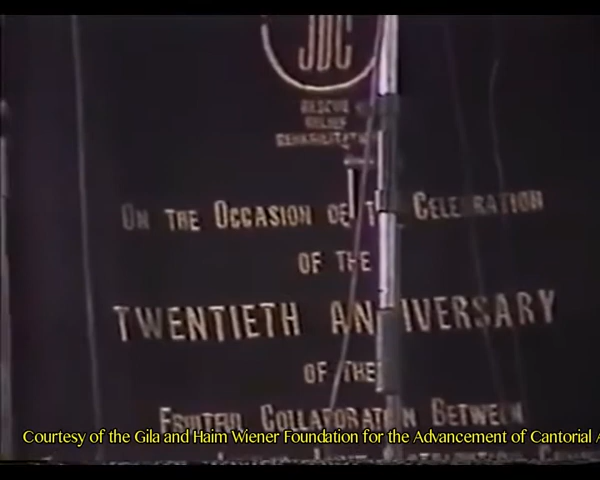 JDC
RESCUE
RELIEF
REHABILITATION
ON THE OCCASION OF THE CELEBRATION
OF THE
TWENTIETH ANNIVERSARY
OF THE
FRUITFUL COLLABORATION BETWEEN
Courtesy of the Gila and Haim Wiener Foundation for the Advancement of Cantorial A